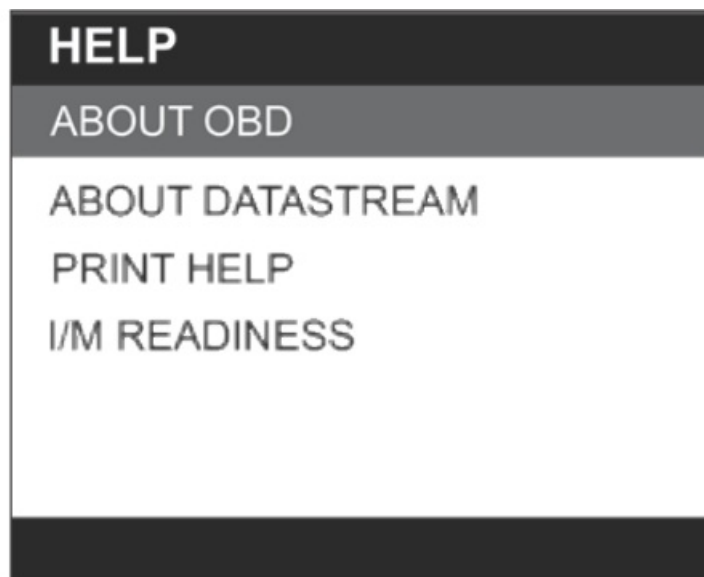 HELP
ABOUT OBD
ABOUT DATASTREAM
PRINT HELP
I/M READINESS